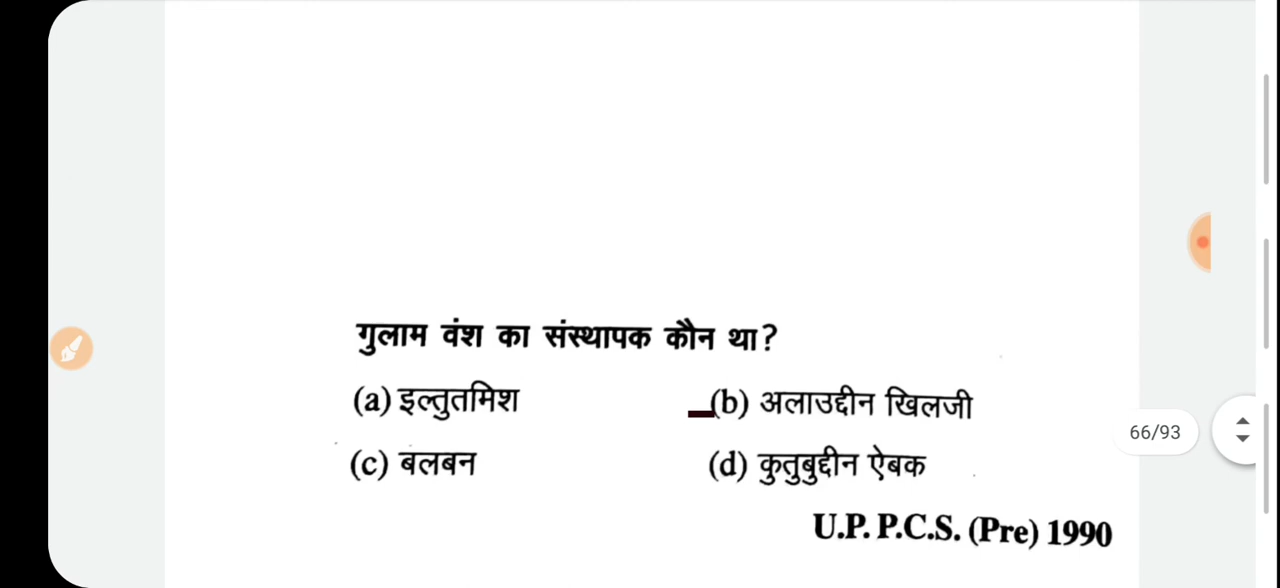 गुलाम वंश का संस्थापक कौन था?
(a) इल्तुतमिश (b) अलाउद्दीन खिलजी
(c) बलबन (d) कुतुबुद्दीन ऐबक
66/93
U.P. P.C.S. (Pre) 1990